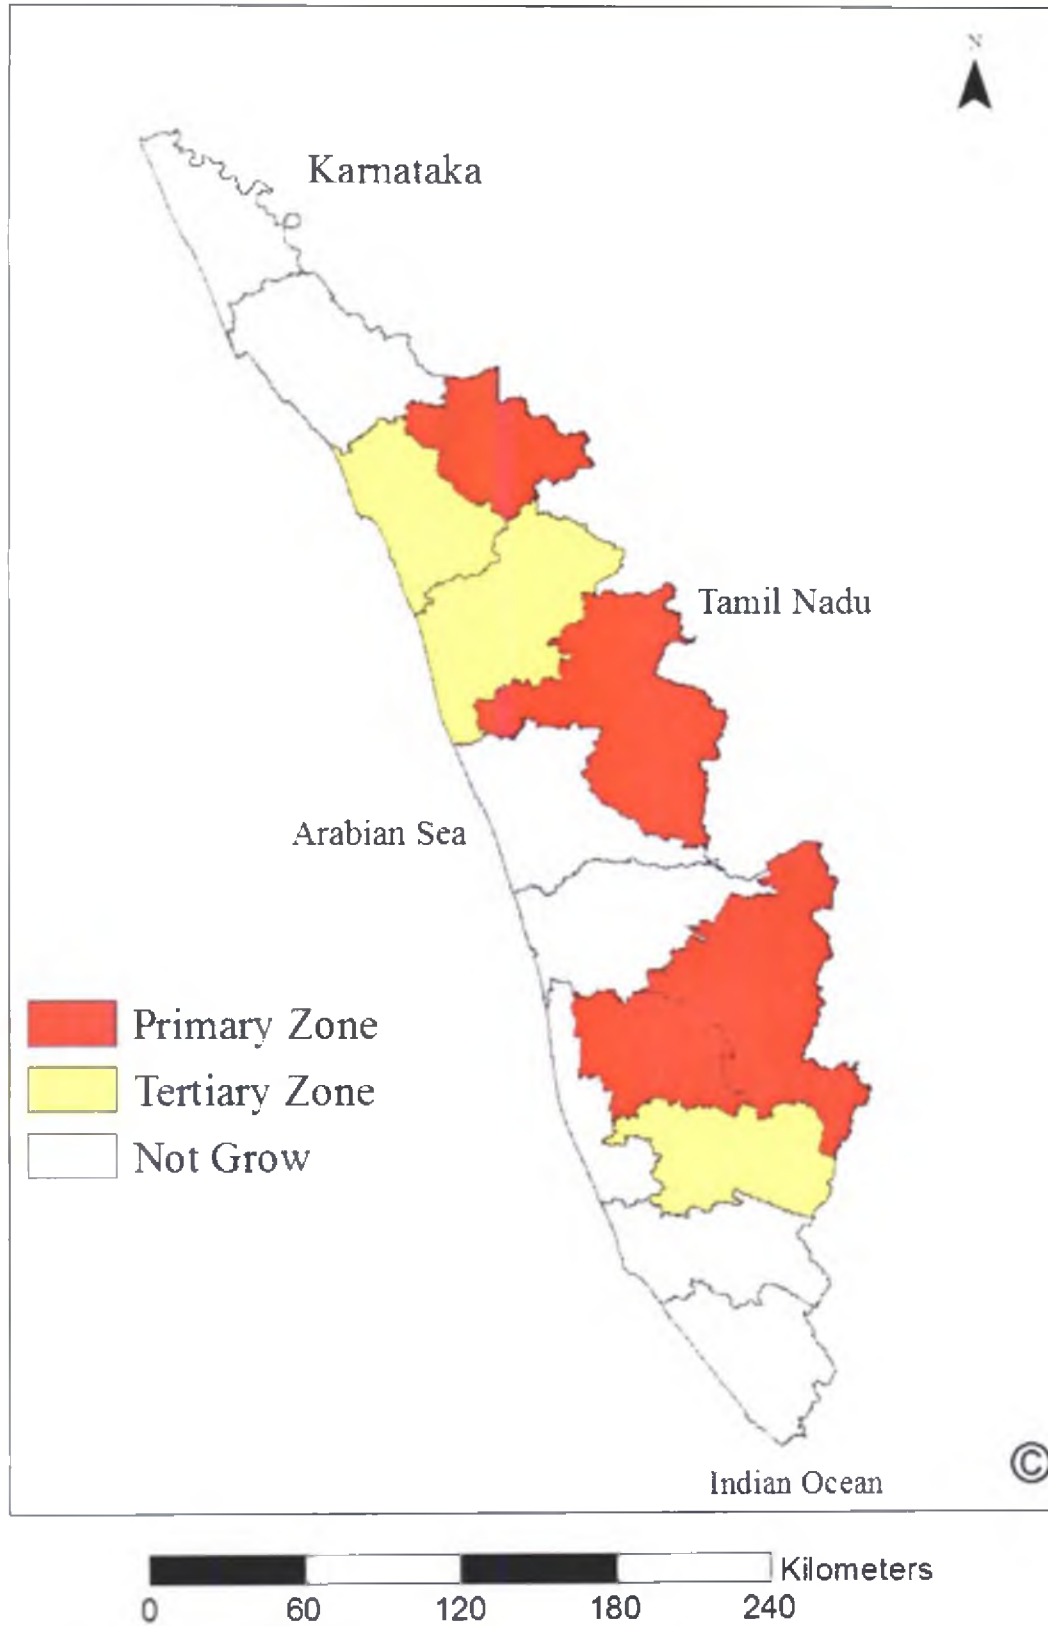 N
Karnataka
Tamil Nadu
Arabian Sea
Primary Zone
Tertiary Zone
Not Grow
©
Indian Ocean
Kilometers
0 60 120 180 240